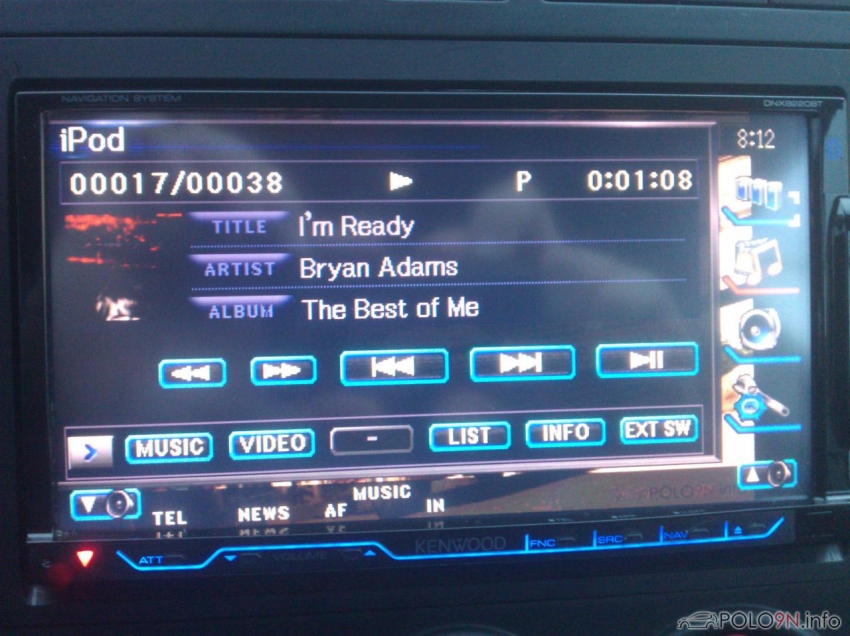 NAVIGATION SYSTEM DNX8220BT
iPod 8:12
00017/00038 P 0:01:08
TITLE I'm Ready
ARTIST Bryan Adams
ALBUM The Best of Me
MUSIC VIDEO - LIST INFO EXT SW
MUSIC
TEL NEWS AF IN
ATT VOLUME KENWOOD FNC SRC NAV
POLO9N.info